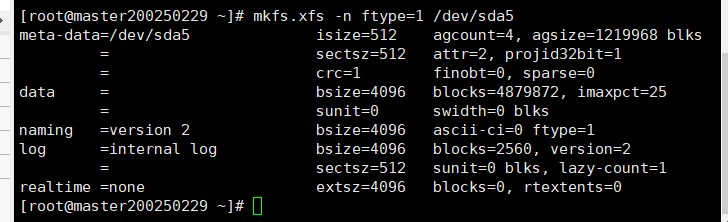 [root@master200250229 ~]# mkfs.xfs -n ftype=1 /dev/sda5
meta-data=/dev/sda5              isize=512    agcount=4, agsize=1219968 blks
         =                       sectsz=512   attr=2, projid32bit=1
         =                       crc=1        finobt=0, sparse=0
data     =                       bsize=4096   blocks=4879872, imaxpct=25
         =                       sunit=0      swidth=0 blks
naming   =version 2              bsize=4096   ascii-ci=0 ftype=1
log      =internal log           bsize=4096   blocks=2560, version=2
         =                       sectsz=512   sunit=0 blks, lazy-count=1
realtime =none                   extsz=4096   blocks=0, rtextents=0
[root@master200250229 ~]#